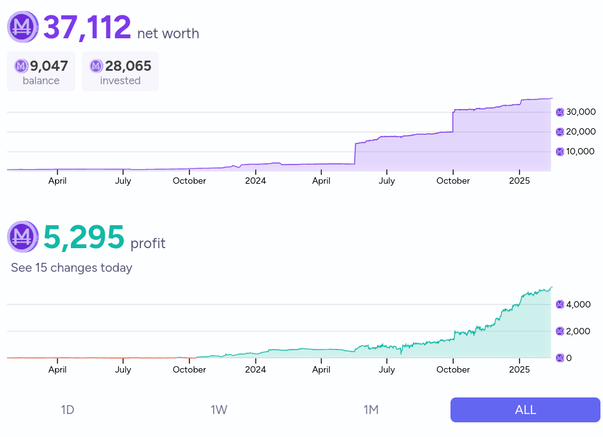 37,112 net worth
9,047 28,065
balance invested
30,000
20,000
10,000
April July October 2024 April July October 2025
5,295 profit
See 15 changes today
4,000
2,000
0
April July October 2024 April July October 2025
1D 1W 1M ALL